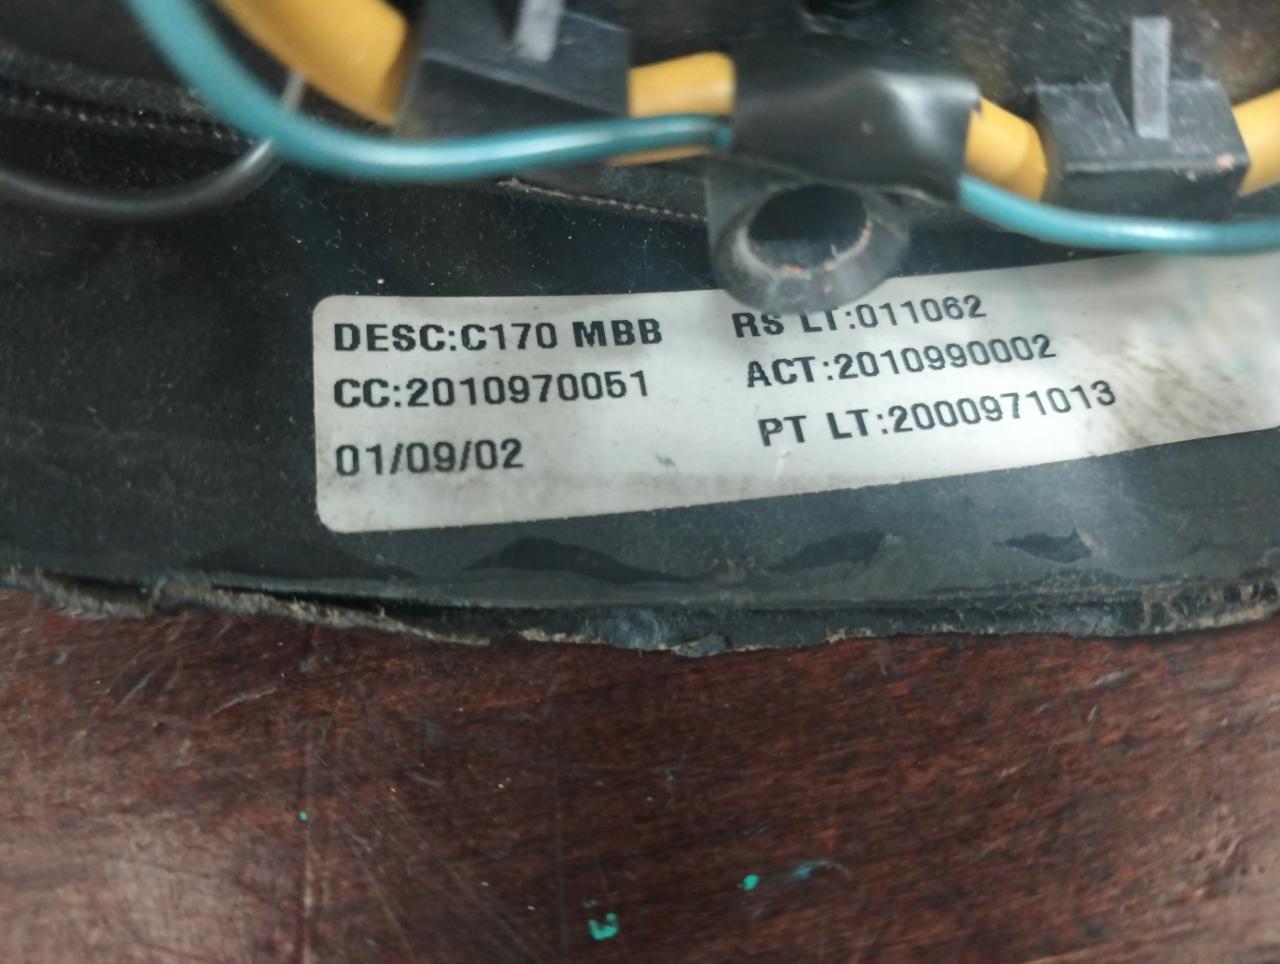 DESC:C170 MBB
CC:2010970051
01/09/02
RS LT:011062
ACT:2010990002
PT LT:2000971013